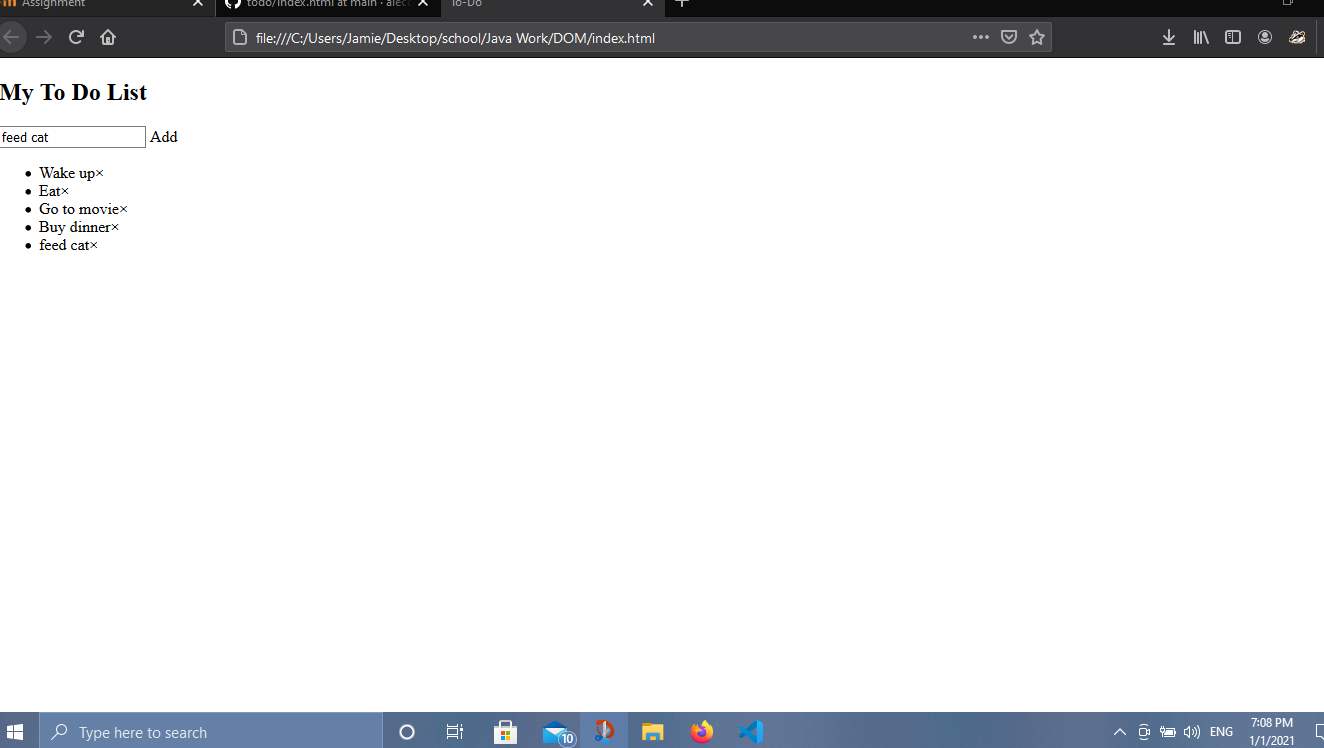 Assignment
todo/index.html at main · alec
To-Do
file:///C:/Users/Jamie/Desktop/school/Java Work/DOM/index.html
My To Do List
feed cat Add
• Wake up×
• Eat×
• Go to movie×
• Buy dinner×
• feed cat×
Type here to search
10
ENG
7:08 PM
1/1/2021